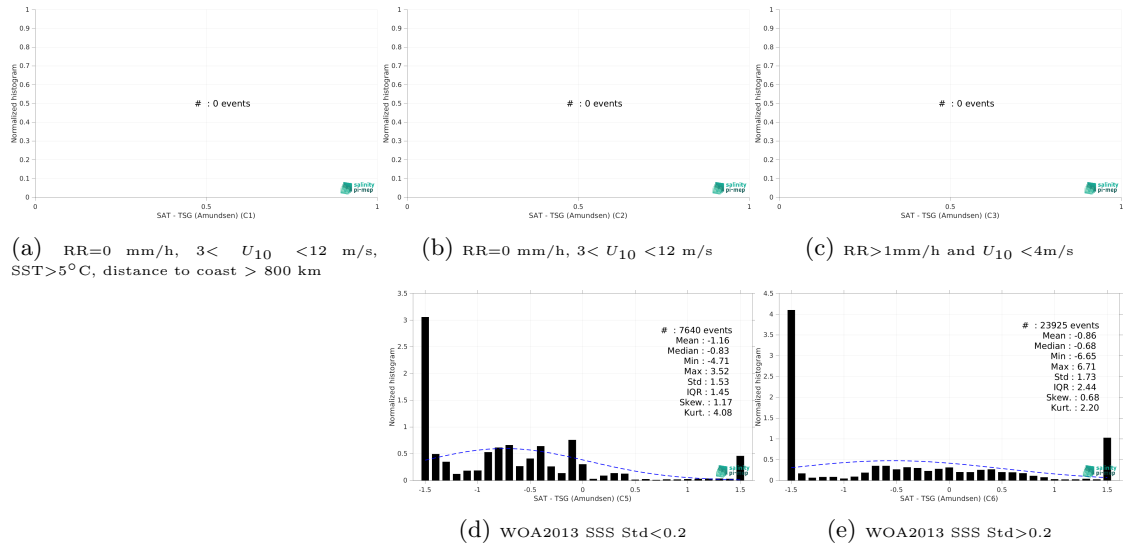 1
0.9
0.8
0.7
0.6
0.5
0.4
0.3
0.2
0.1
0
Normalized histogram
# : 0 events
salinity
pi-mep
0 0.5 1
SAT - TSG (Amundsen) (C1)
(a) RR=0 mm/h, 3< U10 <12 m/s,
SST>5°C, distance to coast > 800 km
1
0.9
0.8
0.7
0.6
0.5
0.4
0.3
0.2
0.1
0
Normalized histogram
# : 0 events
salinity
pi-mep
0 0.5 1
SAT - TSG (Amundsen) (C2)
(b) RR=0 mm/h, 3< U10 <12 m/s
1
0.9
0.8
0.7
0.6
0.5
0.4
0.3
0.2
0.1
0
Normalized histogram
# : 0 events
salinity
pi-mep
0 0.5 1
SAT - TSG (Amundsen) (C3)
(c) RR>1mm/h and U10 <4m/s
3.5
3
2.5
2
1.5
1
0.5
0
Normalized histogram
# : 7640 events
Mean : -1.16
Median : -0.83
Min : -4.71
Max : 3.52
Std : 1.53
IQR : 1.45
Skew. : 1.17
Kurt. : 4.08
salinity
pi-mep
-1.5 -1 -0.5 0 0.5 1 1.5
SAT - TSG (Amundsen) (C5)
(d) WOA2013 SSS Std<0.2
4.5
4
3.5
3
2.5
2
1.5
1
0.5
0
Normalized histogram
# : 23925 events
Mean : -0.86
Median : -0.68
Min : -6.65
Max : 6.71
Std : 1.73
IQR : 2.44
Skew. : 0.68
Kurt. : 2.20
salinity
pi-mep
-1.5 -1 -0.5 0 0.5 1 1.5
SAT - TSG (Amundsen) (C6)
(e) WOA2013 SSS Std>0.2